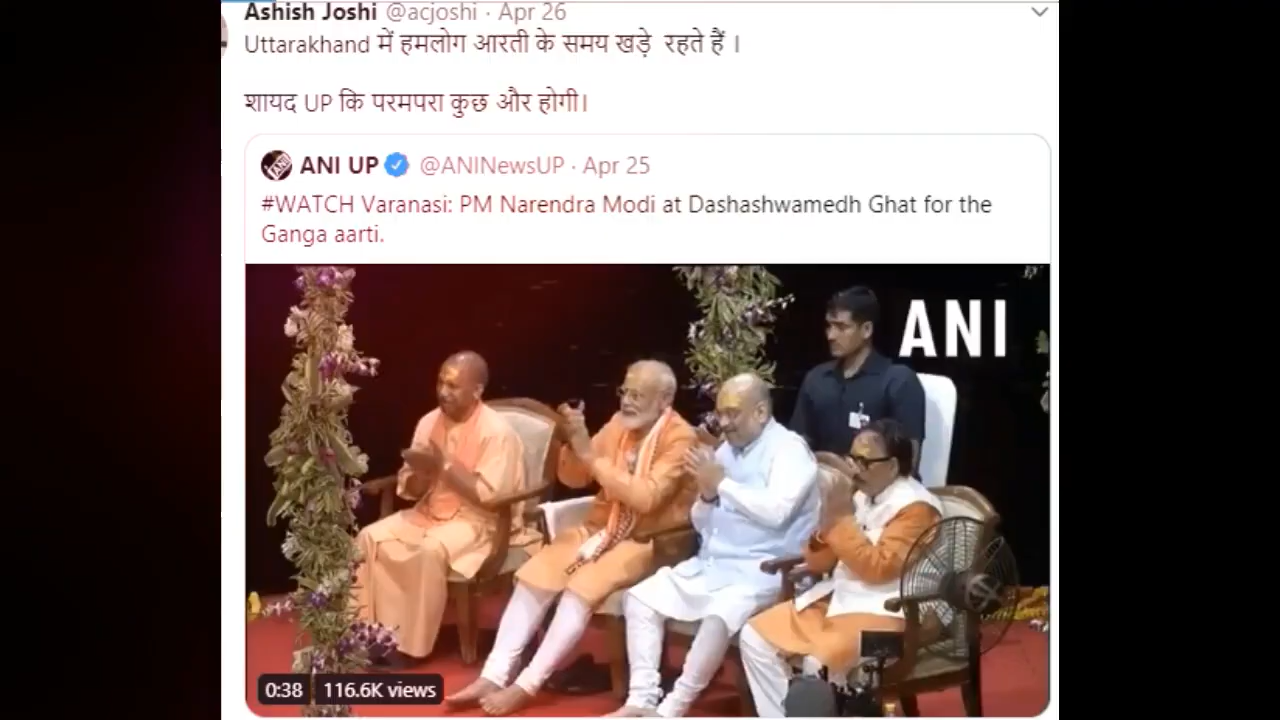 Ashish Joshi @acjoshi · Apr 26
Uttarakhand में हमलोग आरती के समय खड़े रहते हैं ।
शायद UP कि परमपरा कुछ और होगी।
ANI UP @ANINewsUP · Apr 25
#WATCH Varanasi: PM Narendra Modi at Dashashwamedh Ghat for the
Ganga aarti.
ANI
0:38 116.6K views